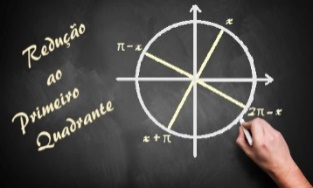 Redução
ao
Primeiro
Quadrante
x
π-x
x+π
2π-x